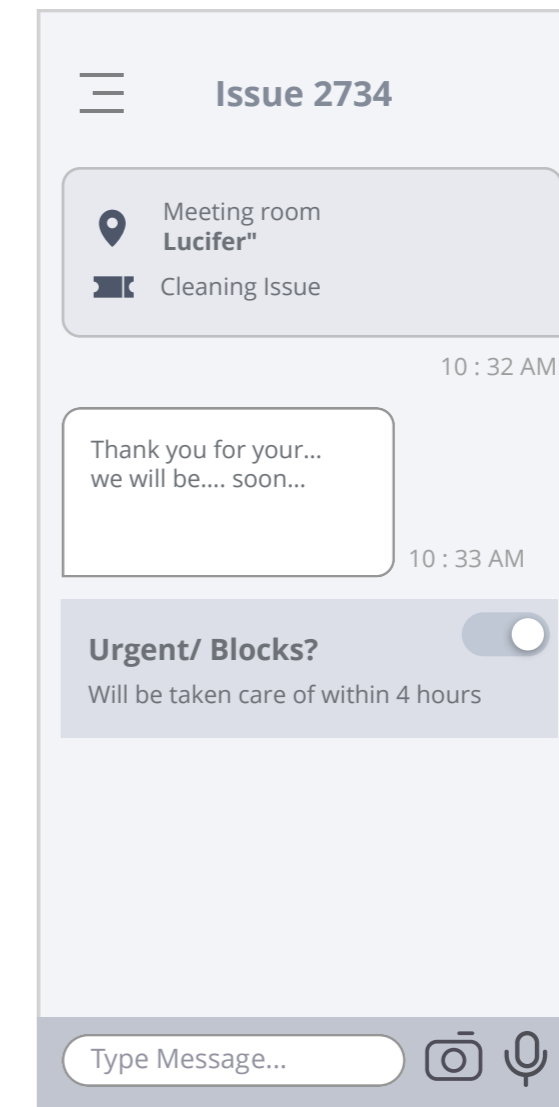 Issue 2734
Meeting room
Lucifer"
Cleaning Issue
10 : 32 AM
Thank you for your...
we will be.... soon...
10 : 33 AM
Urgent/ Blocks?
Will be taken care of within 4 hours
Type Message...